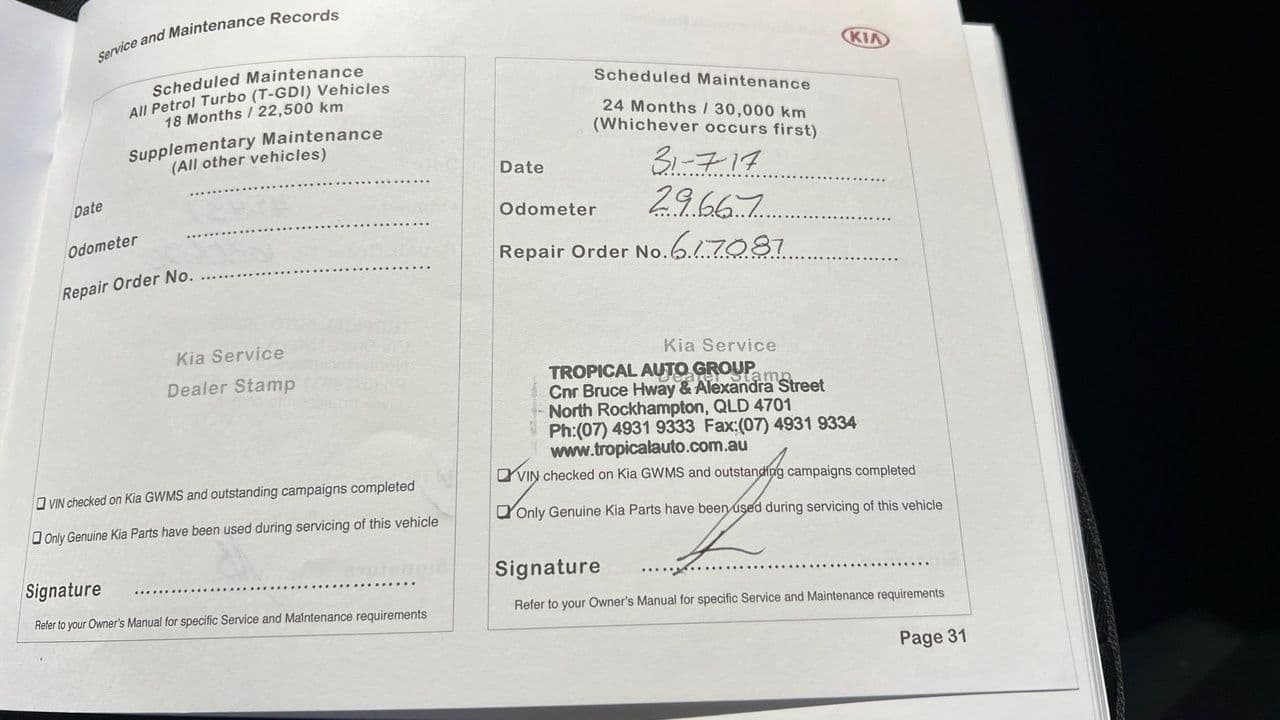 Service and Maintenance Records
KIA
Scheduled Maintenance
All Petrol Turbo (T-GDI) Vehicles
18 Months / 22,500 km
Supplementary Maintenance
(All other vehicles)
Date ........................................
Odometer ........................................
Repair Order No. ........................................
Kia Service
Dealer Stamp
❏ VIN checked on Kia GWMS and outstanding campaigns completed
❏ Only Genuine Kia Parts have been used during servicing of this vehicle
Signature ........................................
Refer to your Owner's Manual for specific Service and Maintenance requirements
Scheduled Maintenance
24 Months / 30,000 km
(Whichever occurs first)
Date 31-7-17
Odometer 29667
Repair Order No. 617087
Kia Service
Dealer Stamp
TROPICAL AUTO GROUP
Cnr Bruce Hway & Alexandra Street
North Rockhampton, QLD 4701
Ph:(07) 4931 9333 Fax:(07) 4931 9334
www.tropicalauto.com.au
VIN checked on Kia GWMS and outstanding campaigns completed
Only Genuine Kia Parts have been used during servicing of this vehicle
Signature ........................................
Refer to your Owner's Manual for specific Service and Maintenance requirements
Page 31